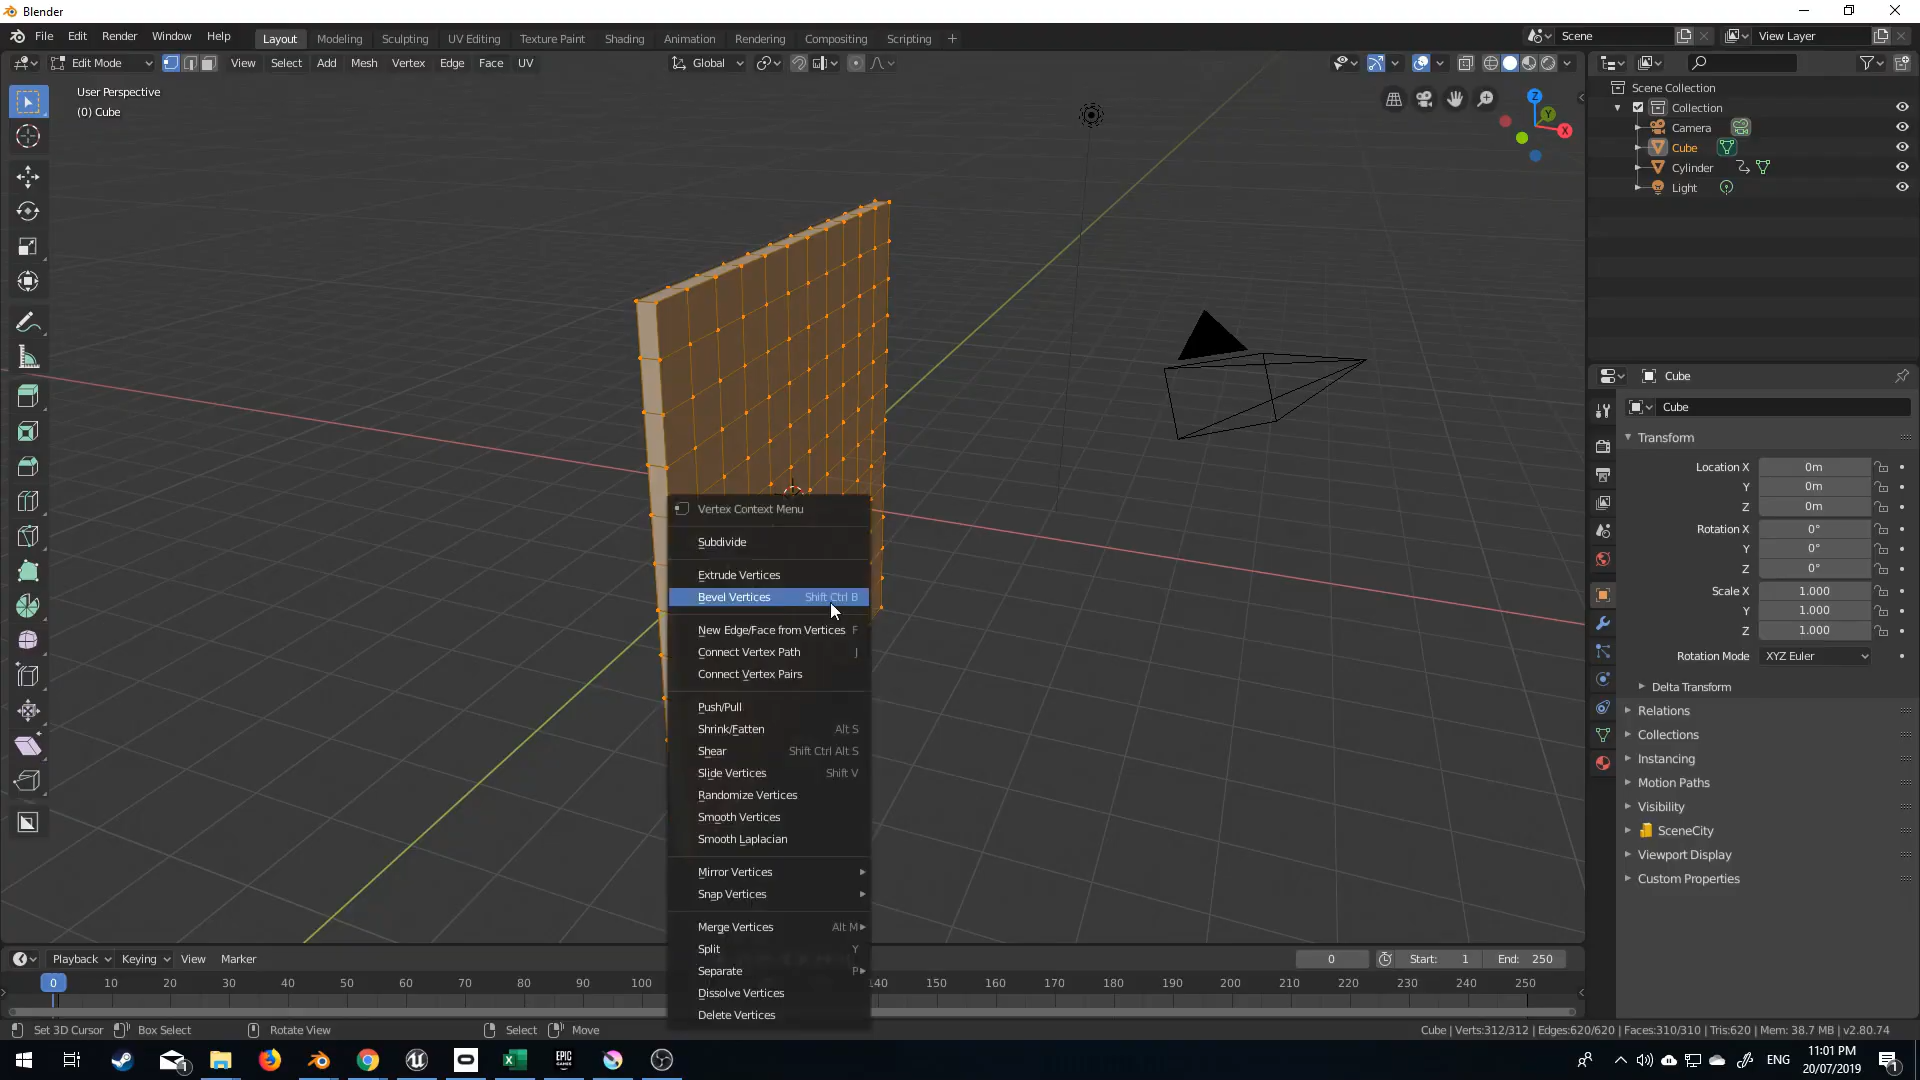 Blender
File Edit Render Window Help Layout Modeling Sculpting UV Editing Texture Paint Shading Animation Rendering Compositing Scripting + Scene View Layer
Edit Mode View Select Add Mesh Vertex Edge Face UV Global
User Perspective
(0) Cube
Z
Y
X
Scene Collection
Collection
Camera
Cube
Cylinder
Light
Cube
Cube
Transform
Location X 0m
Y 0m
Z 0m
Rotation X 0°
Y 0°
Z 0°
Scale X 1.000
Y 1.000
Z 1.000
Rotation Mode XYZ Euler
Delta Transform
Relations
Collections
Instancing
Motion Paths
Visibility
SceneCity
Viewport Display
Custom Properties
Vertex Context Menu
Subdivide
Extrude Vertices
Bevel Vertices Shift Ctrl B
New Edge/Face from Vertices F
Connect Vertex Path J
Connect Vertex Pairs
Push/Pull
Shrink/Fatten Alt S
Shear Shift Ctrl Alt S
Slide Vertices Shift V
Randomize Vertices
Smooth Vertices
Smooth Laplacian
Mirror Vertices
Snap Vertices
Merge Vertices Alt M
Split Y
Separate P
Dissolve Vertices
Delete Vertices
Playback Keying View Marker 0 Start: 1 End: 250
0 10 20 30 40 50 60 70 80 90 100 140 150 160 170 180 190 200 210 220 230 240 250
Set 3D Cursor Box Select Rotate View Select Move Cube | Verts:312/312 | Edges:620/620 | Faces:310/310 | Tris:620 | Mem: 38.7 MB | v2.80.74
1 EPIC GAMES ENG 11:01 PM 1
20/07/2019